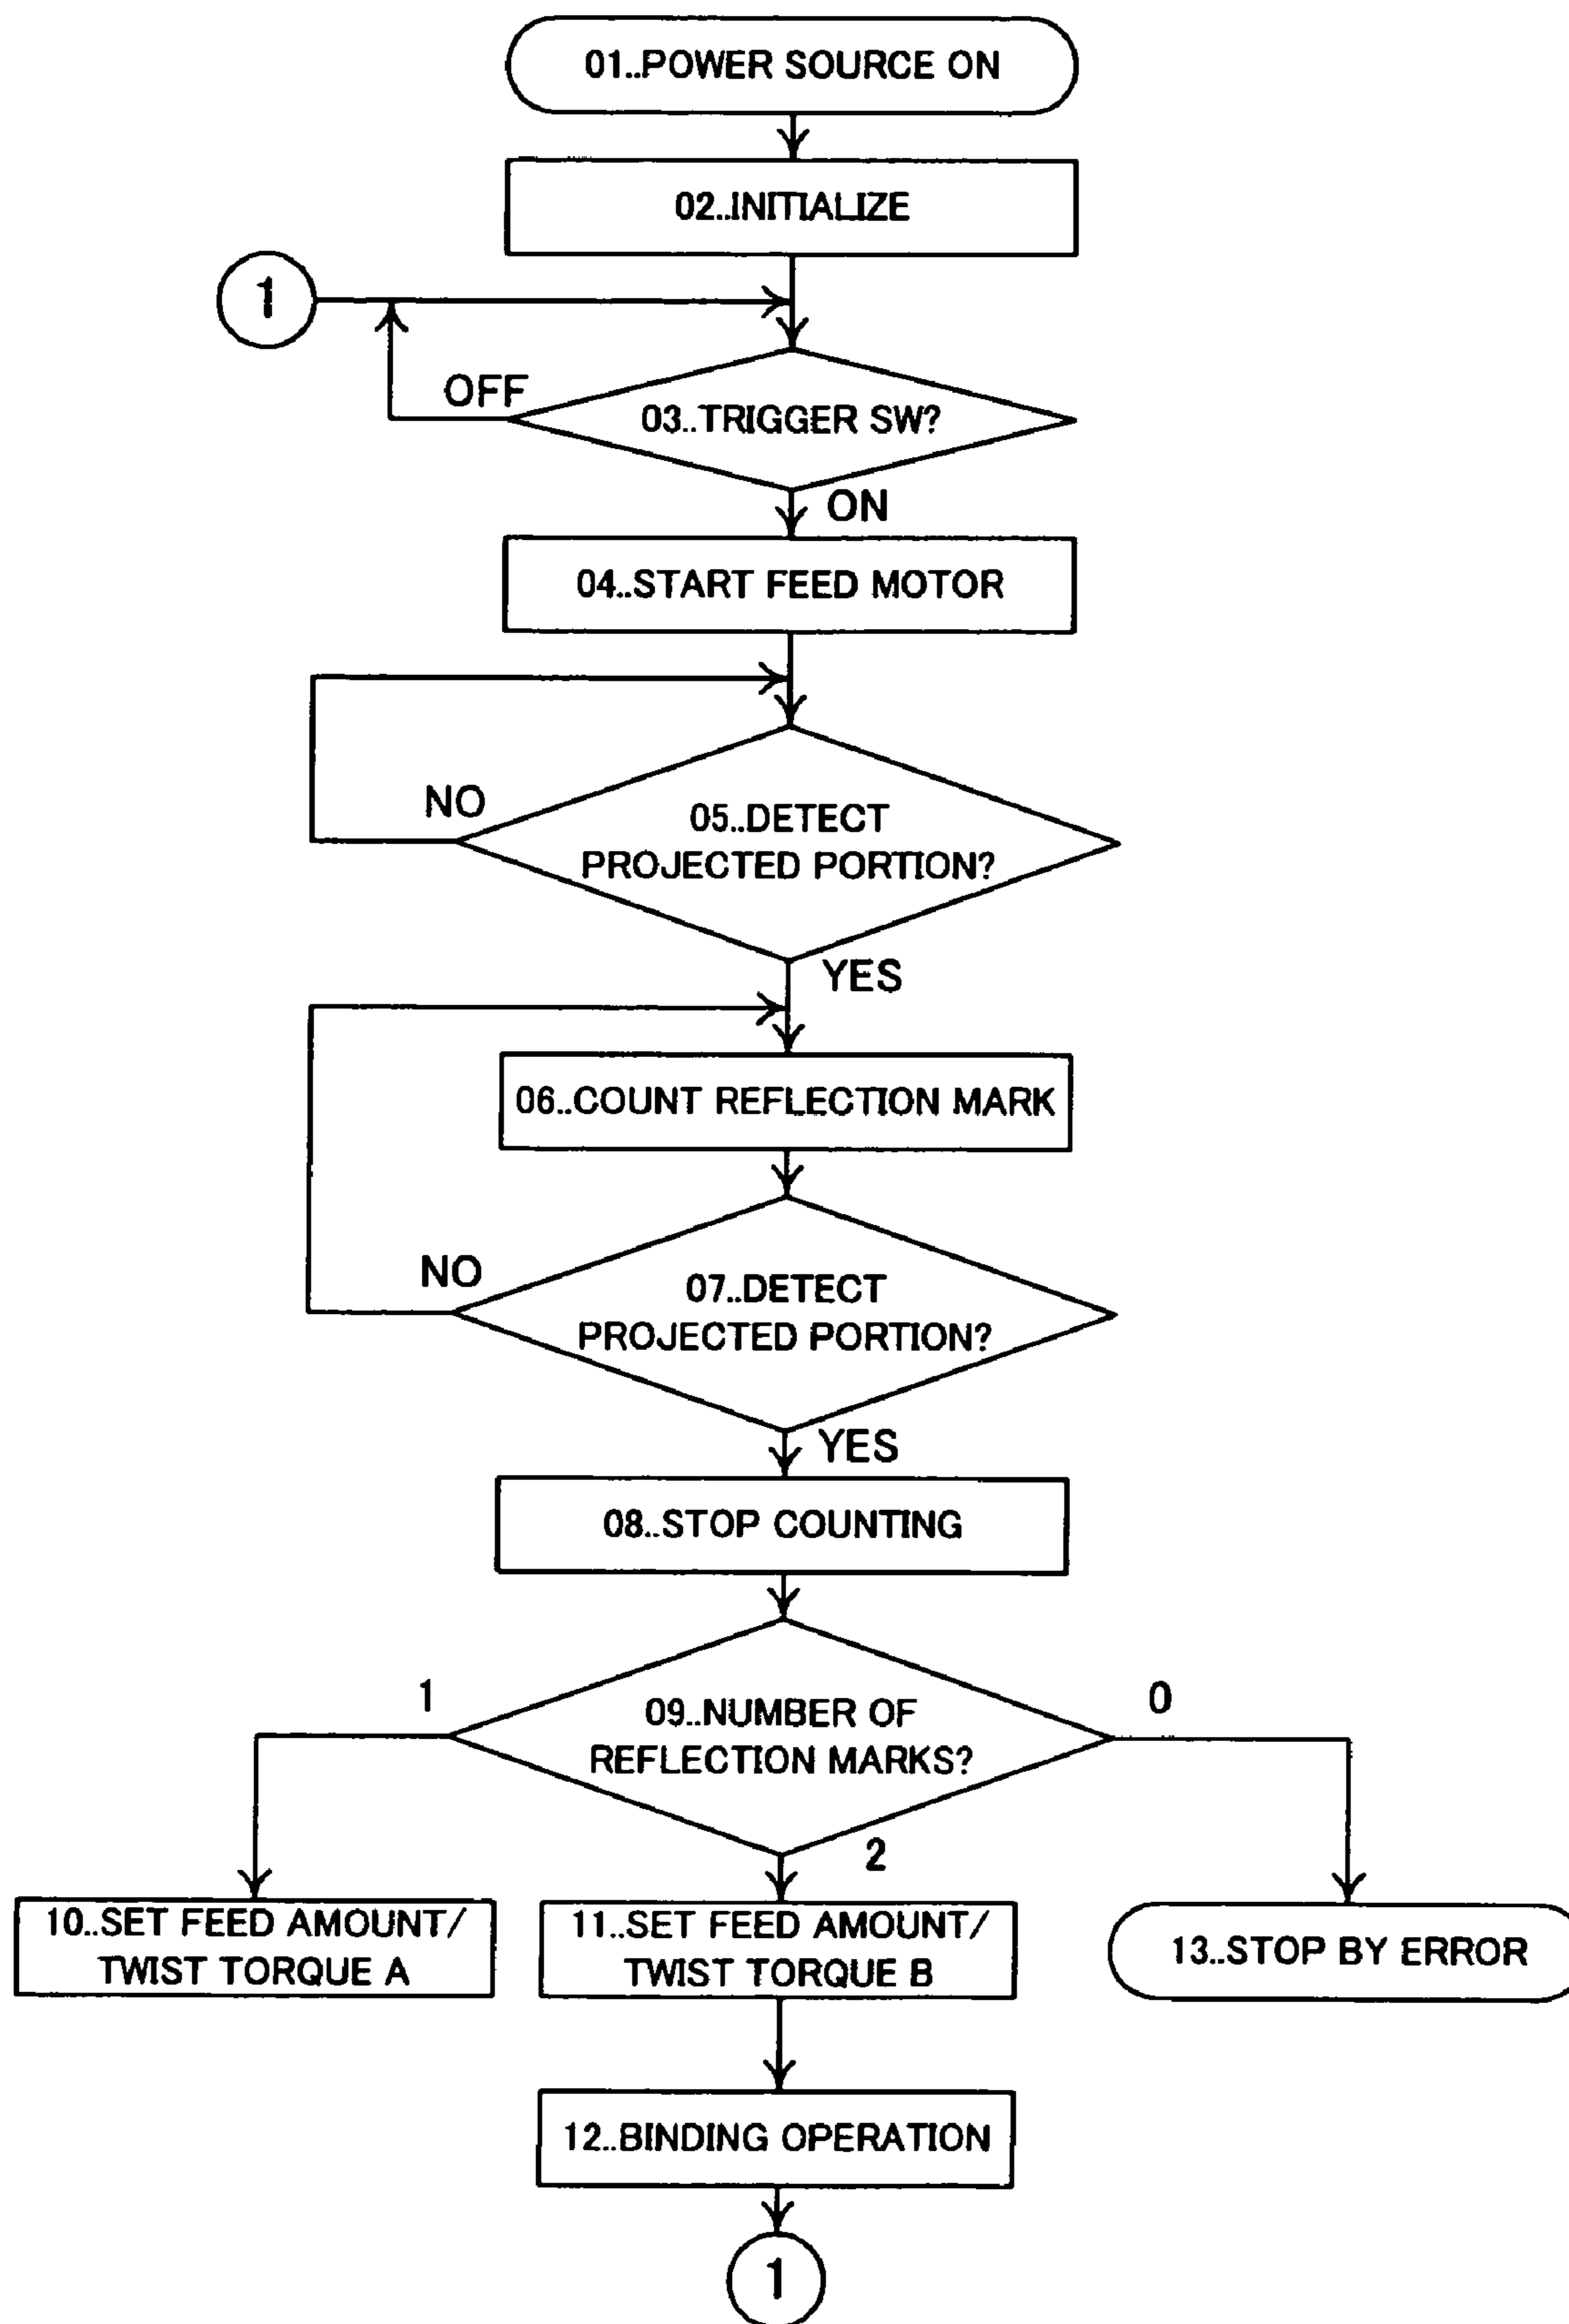 01..POWER SOURCE ON
02..INITIALIZE
1
OFF
03..TRIGGER SW?
ON
04..START FEED MOTOR
NO
05..DETECT
PROJECTED PORTION?
YES
06..COUNT REFLECTION MARK
NO
07..DETECT
PROJECTED PORTION?
YES
08..STOP COUNTING
1
09..NUMBER OF
REFLECTION MARKS?
0
2
10..SET FEED AMOUNT/
TWIST TORQUE A
11..SET FEED AMOUNT/
TWIST TORQUE B
13..STOP BY ERROR
12..BINDING OPERATION
1